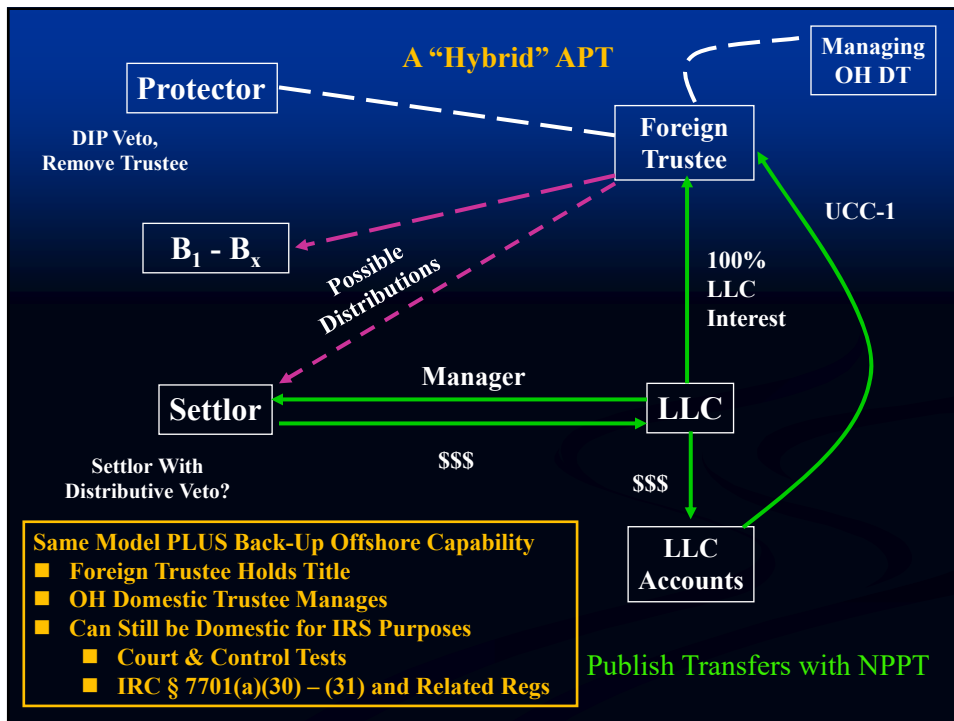 A “Hybrid” APT
Managing
OH DT
Protector
DIP Veto,
Remove Trustee
Foreign
Trustee
UCC-1
B1 - Bx
Possible
Distributions
100%
LLC
Interest
Manager
Settlor
LLC
$$$
Settlor With
Distributive Veto?
$$$
Same Model PLUS Back-Up Offshore Capability
■ Foreign Trustee Holds Title
■ OH Domestic Trustee Manages
■ Can Still be Domestic for IRS Purposes
■ Court & Control Tests
■ IRC § 7701(a)(30) – (31) and Related Regs
LLC
Accounts
Publish Transfers with NPPT